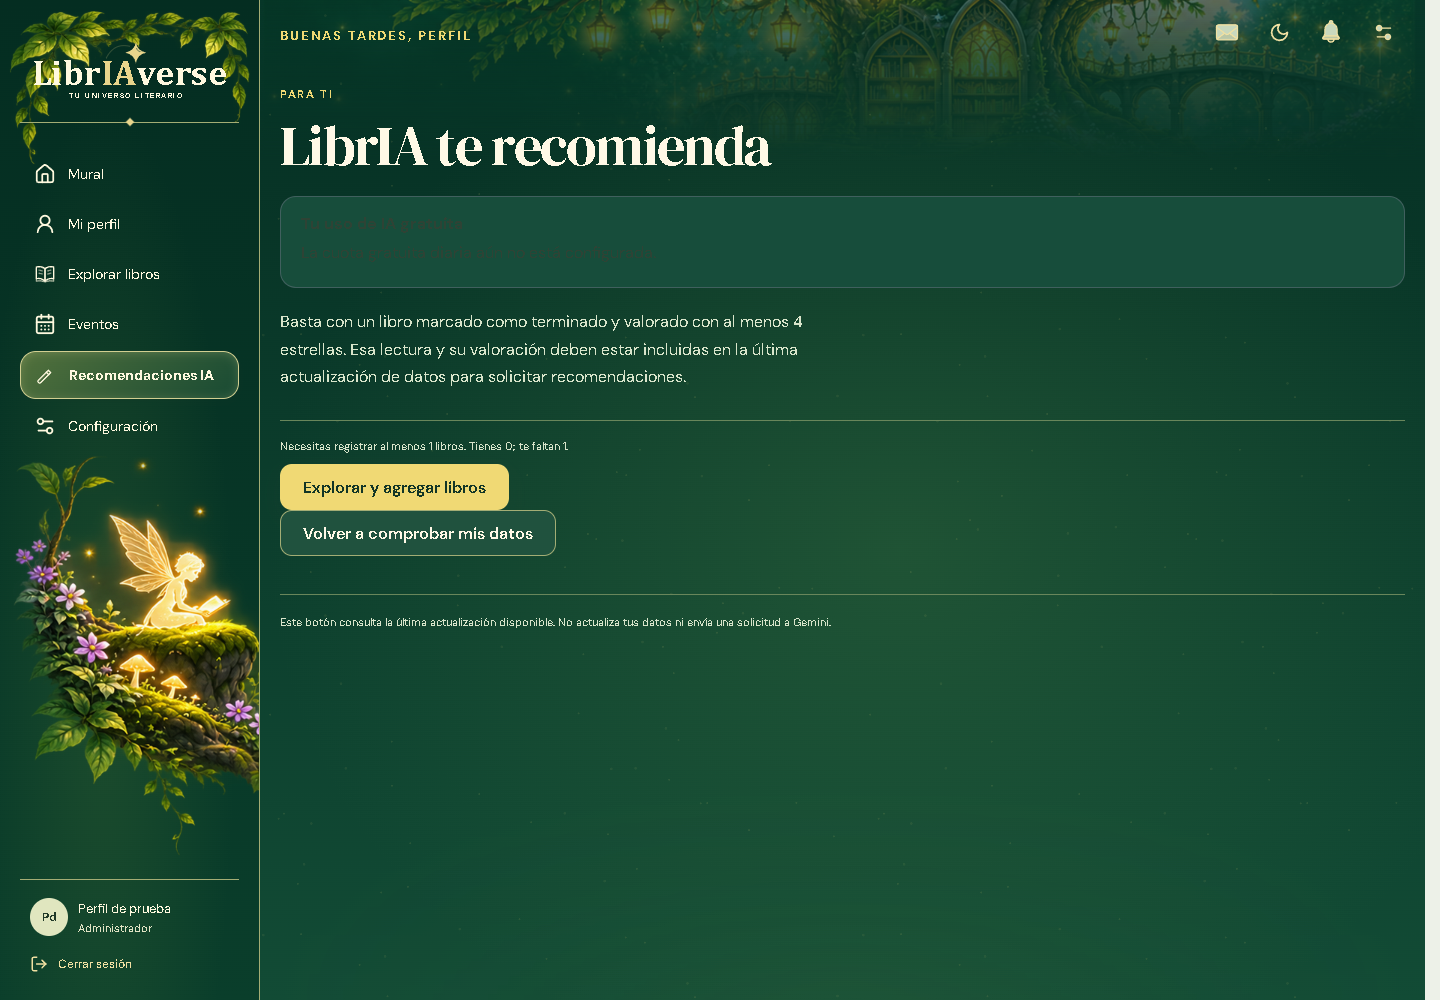 LibrIAverse
TU UNIVERSO LITERARIO
Mural
Mi perfil
Explorar libros
Eventos
Recomendaciones IA
Configuración
Pd
Perfil de prueba
Administrador
Cerrar sesión
BUENAS TARDES, PERFIL
PARA TI
LibrIA te recomienda
Basta con un libro marcado como terminado y valorado con al menos 4
estrellas. Esa lectura y su valoración deben estar incluidas en la última
actualización de datos para solicitar recomendaciones.
Necesitas registrar al menos 1 libros. Tienes 0; te faltan 1.
Explorar y agregar libros
Volver a comprobar mis datos
Este botón consulta la última actualización disponible. No actualiza tus datos ni envía una solicitud a Gemini.